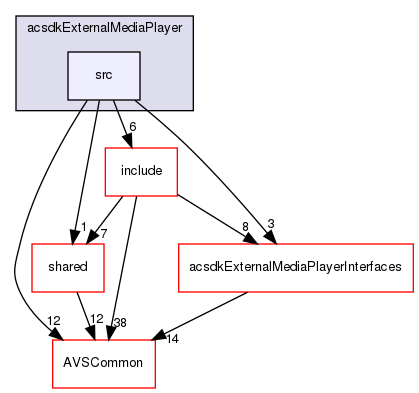 acsdkExternalMediaPlayer
src
6
include
1
7
8
3
shared
acsdkExternalMediaPlayerInterfaces
12
12
38
14
AVSCommon